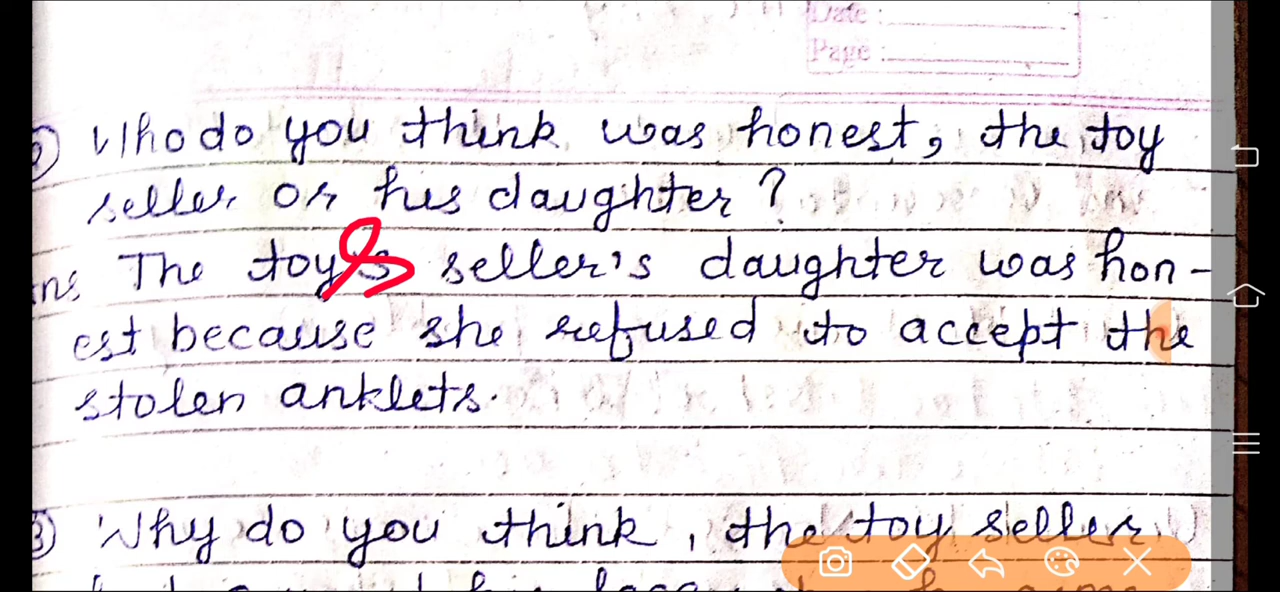 Date :
Page :
Who do you think was honest, the toy
seller or his daughter ?
ans The toy seller's daughter was hon-
est because she refused to accept the
stolen anklets.
3) Why do you think, the toy seller